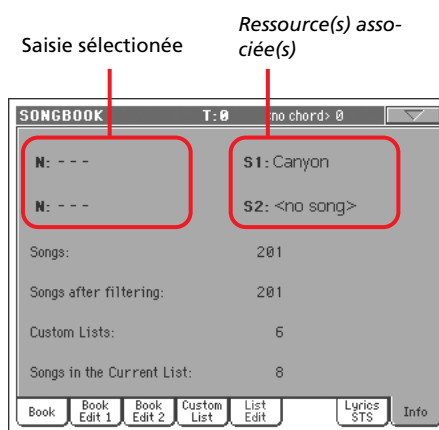 Saisie sélectionée
Ressource(s) asso-
ciée(s)
SONGBOOK T:0 <no chord> 0
N: --- S1: Canyon
N: --- S2: <no song>
Songs: 201
Songs after filtering: 201
Custom Lists: 6
Songs in the Current List: 8
Book Book Edit 1 Book Edit 2 Custom List List Edit Lyrics STS Info